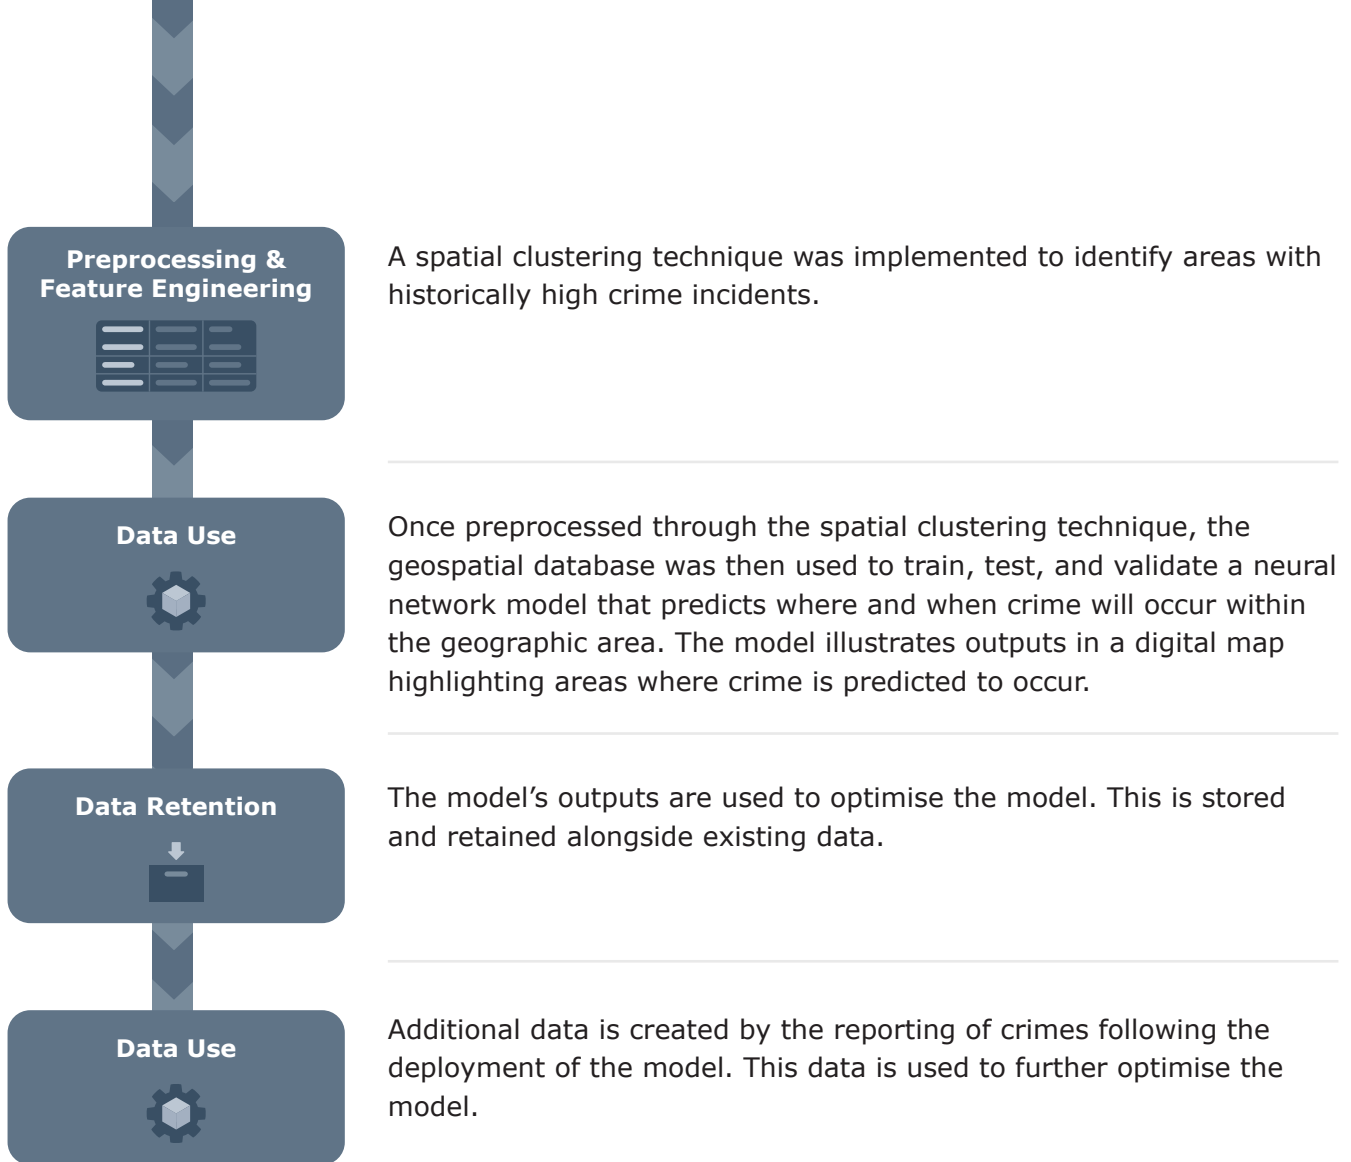 Preprocessing &
Feature Engineering
A spatial clustering technique was implemented to identify areas with
historically high crime incidents.
Data Use
Once preprocessed through the spatial clustering technique, the
geospatial database was then used to train, test, and validate a neural
network model that predicts where and when crime will occur within
the geographic area. The model illustrates outputs in a digital map
highlighting areas where crime is predicted to occur.
Data Retention
The model’s outputs are used to optimise the model. This is stored
and retained alongside existing data.
Data Use
Additional data is created by the reporting of crimes following the
deployment of the model. This data is used to further optimise the
model.